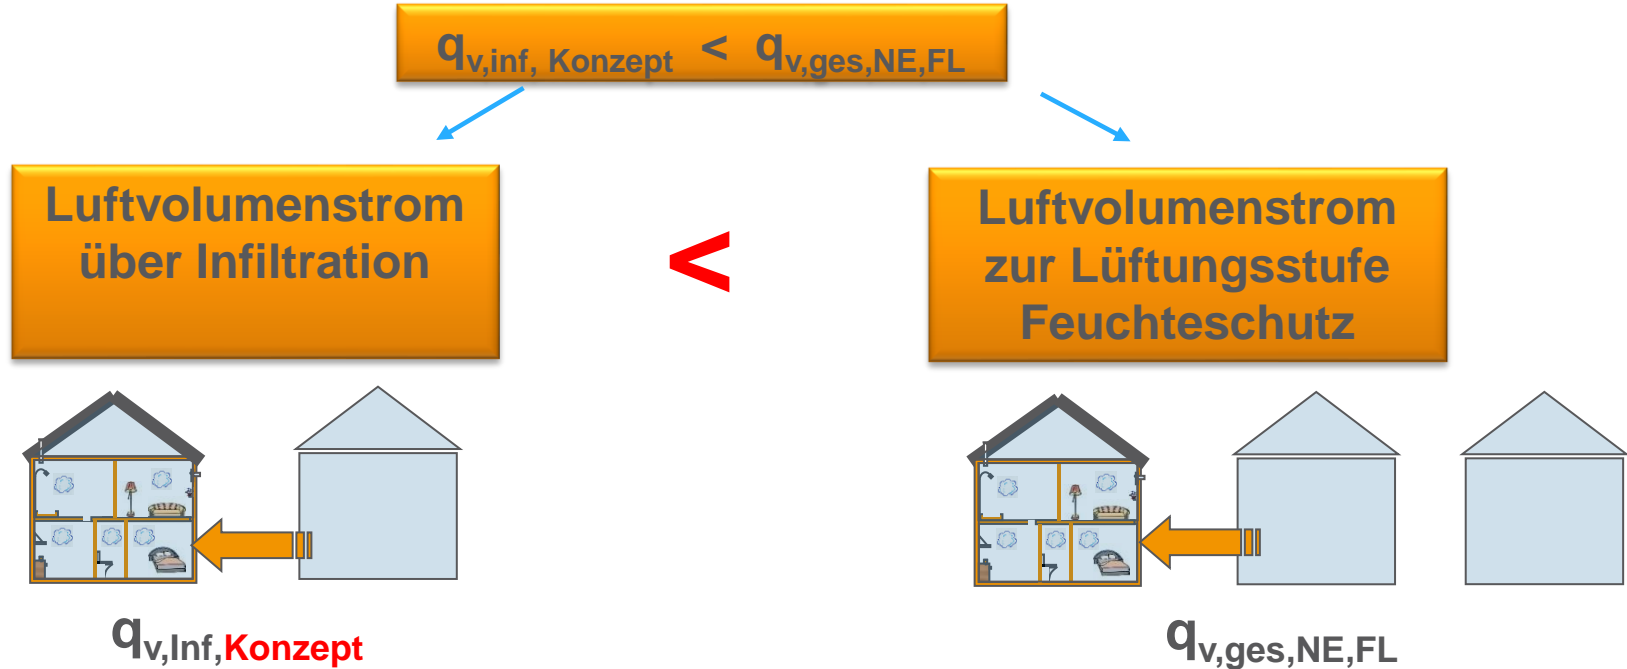 qv,inf, Konzept < qv,ges,NE,FL
Luftvolumenstrom
über Infiltration
<
Luftvolumenstrom
zur Lüftungsstufe
Feuchteschutz
qv,Inf,Konzept
qv,ges,NE,FL